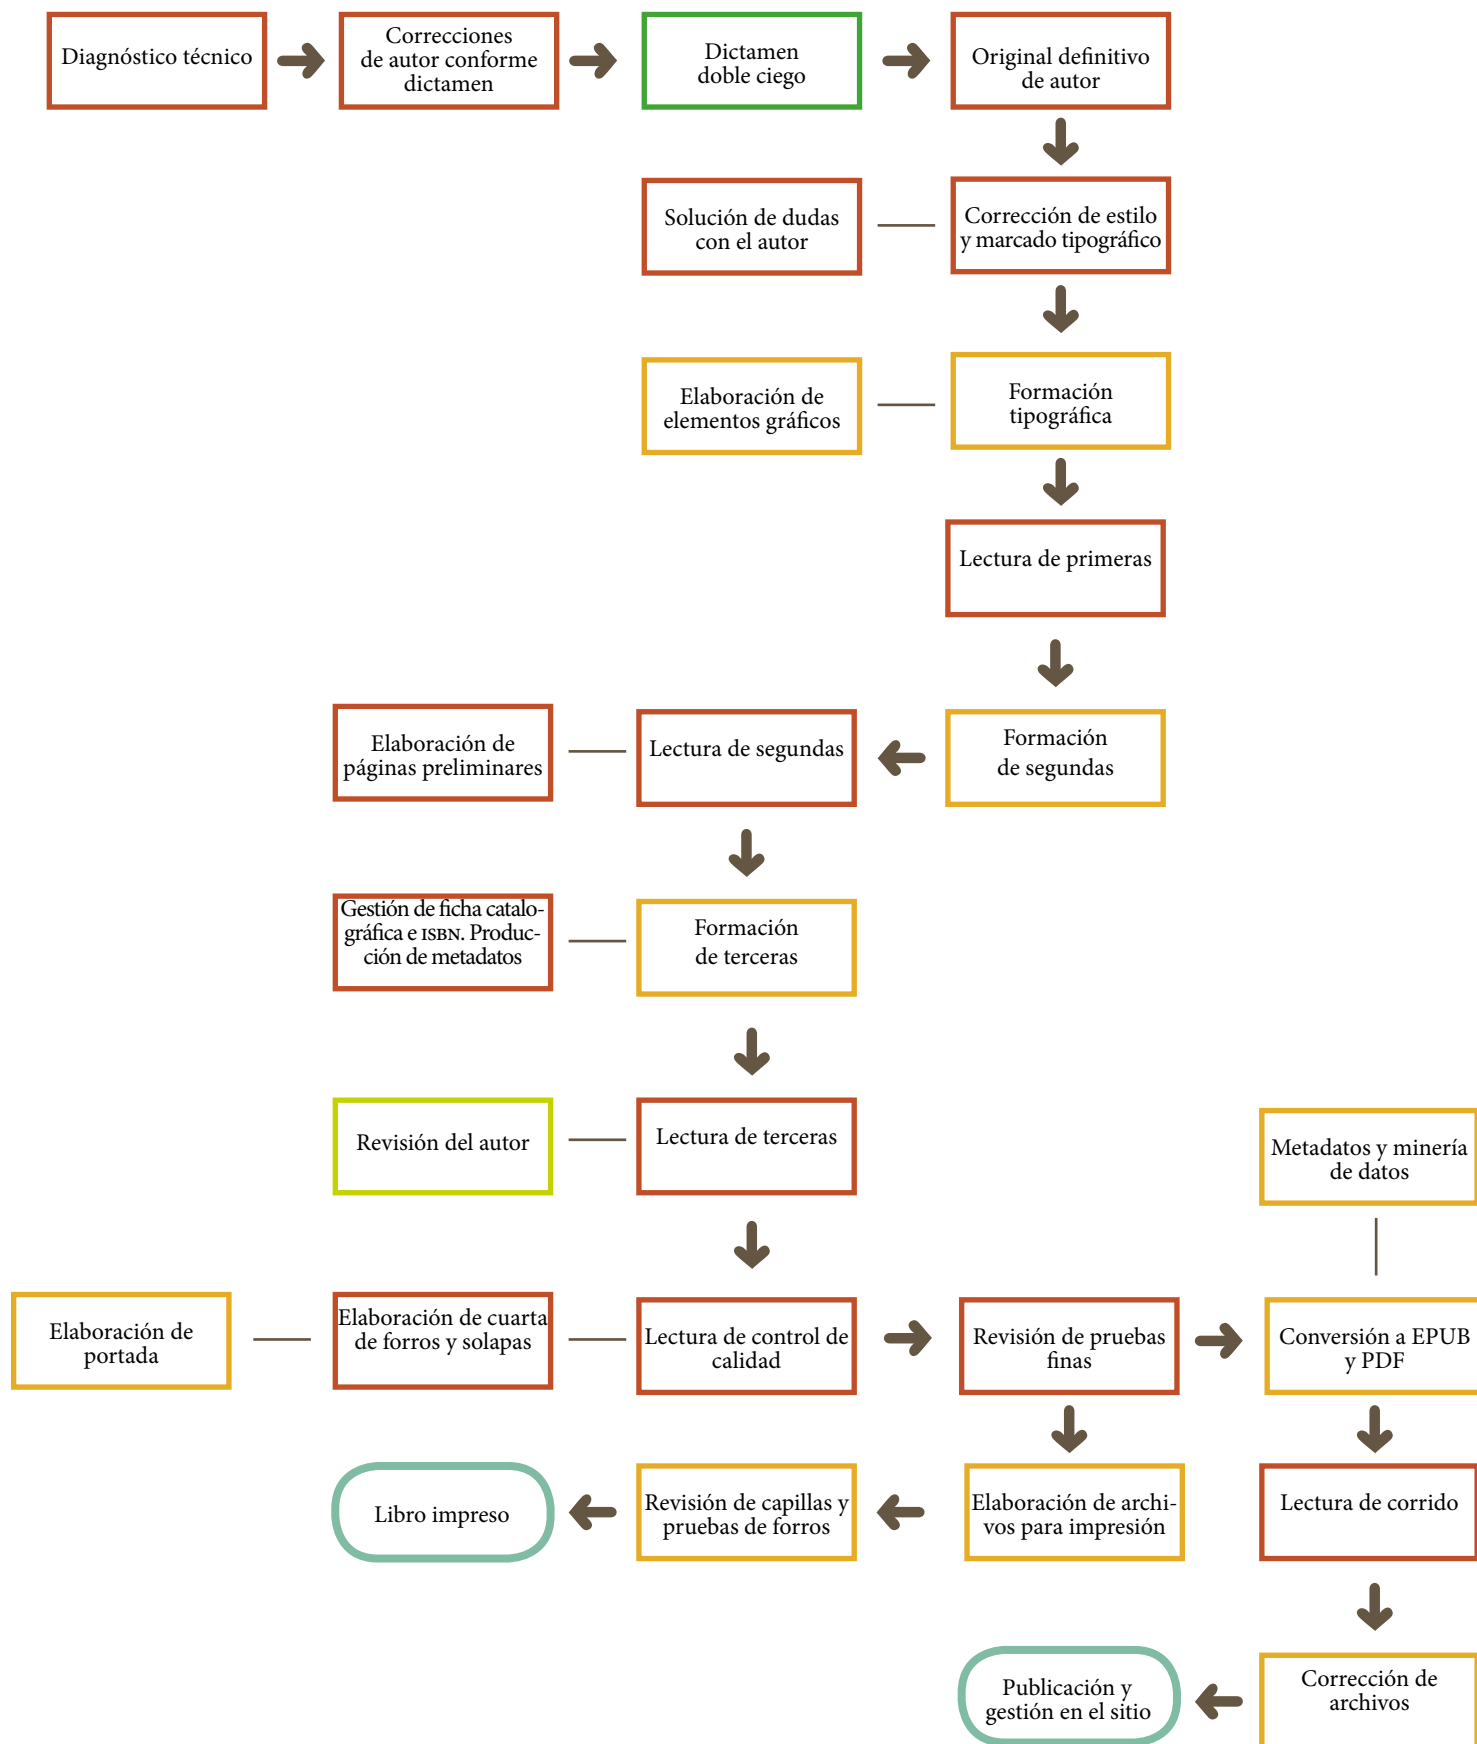 Diagnóstico técnico
Correcciones
de autor conforme
dictamen
Dictamen
doble ciego
Original definitivo
de autor
Solución de dudas
con el autor
Corrección de estilo
y marcado tipográfico
Elaboración de
elementos gráficos
Formación
tipográfica
Lectura de primeras
Elaboración de
páginas preliminares
Lectura de segundas
Formación
de segundas
Gestión de ficha catalo-
gráfica e ISBN. Produc-
ción de metadatos
Formación
de terceras
Revisión del autor
Lectura de terceras
Metadatos y minería
de datos
Elaboración de
portada
Elaboración de cuarta
de forros y solapas
Lectura de control de
calidad
Revisión de pruebas
finas
Conversión a EPUB
y PDF
Libro impreso
Revisión de capillas y
pruebas de forros
Elaboración de archi-
vos para impresión
Lectura de corrido
Publicación y
gestión en el sitio
Corrección de
archivos